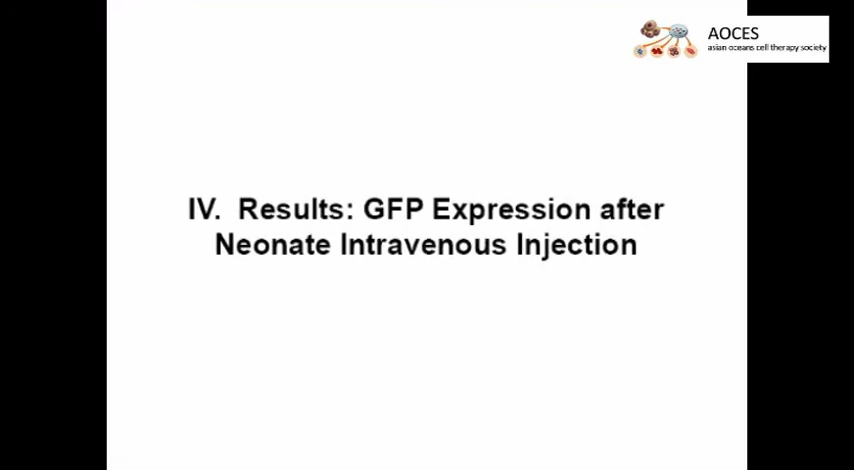 AOCES
asian oceans cell therapy society
IV. Results: GFP Expression after
Neonate Intravenous Injection